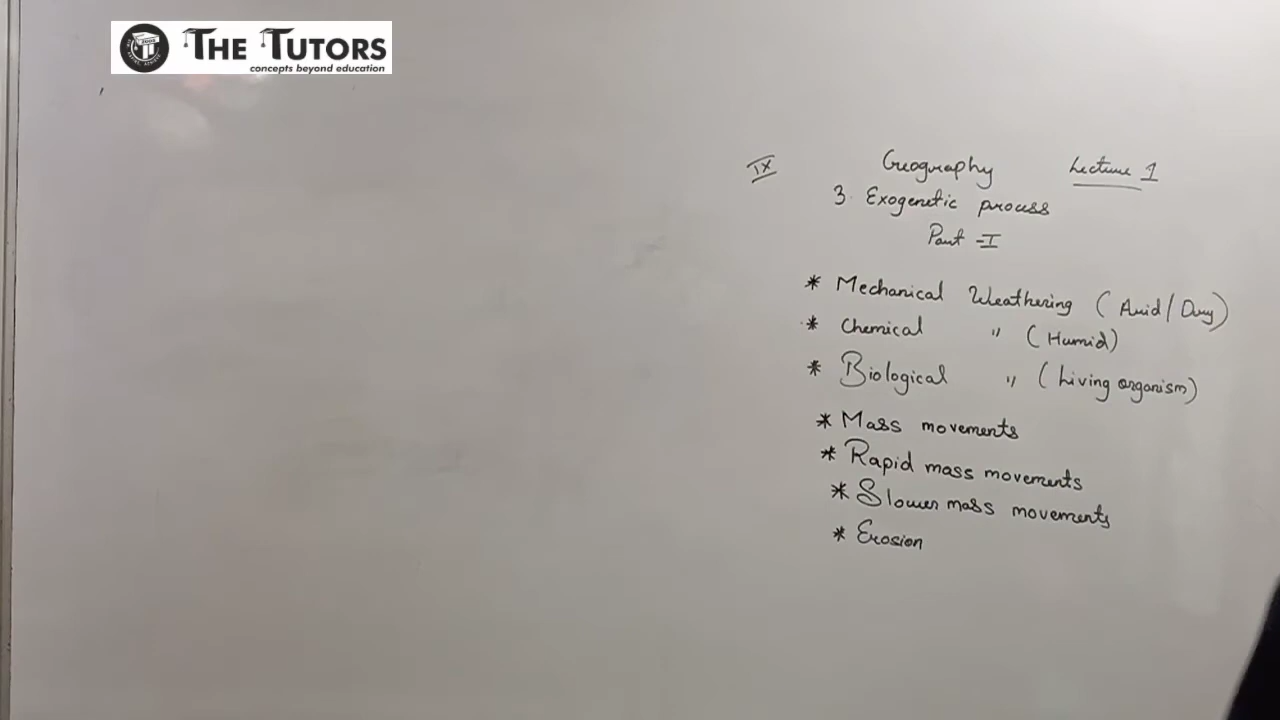 THE TUTORS
concepts beyond education
IX Geography Lecture 1
3. Exogenetic process
Part - I
* Mechanical Weathering (Arid/Dry)
* Chemical " (Humid)
* Biological " (Living organism)
* Mass movements
* Rapid mass movements
* Slower mass movements
* Erosion